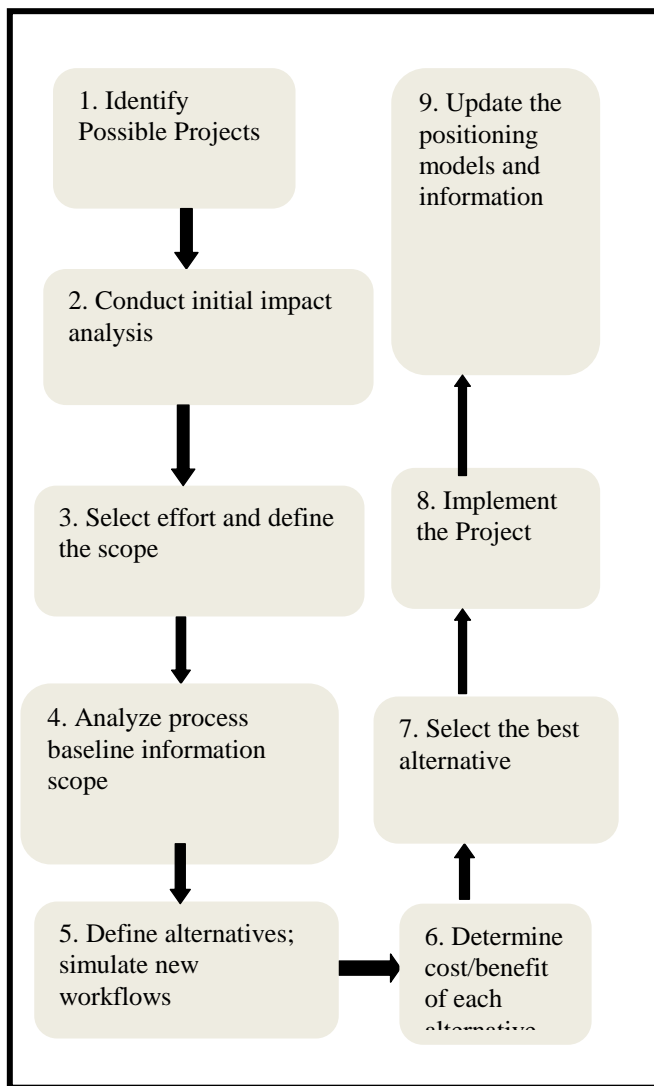 1. Identify
Possible Projects
2. Conduct initial impact
analysis
3. Select effort and define
the scope
4. Analyze process
baseline information
scope
5. Define alternatives;
simulate new
workflows
6. Determine
cost/benefit
of each
alternative
7. Select the best
alternative
8. Implement
the Project
9. Update the
positioning
models and
information